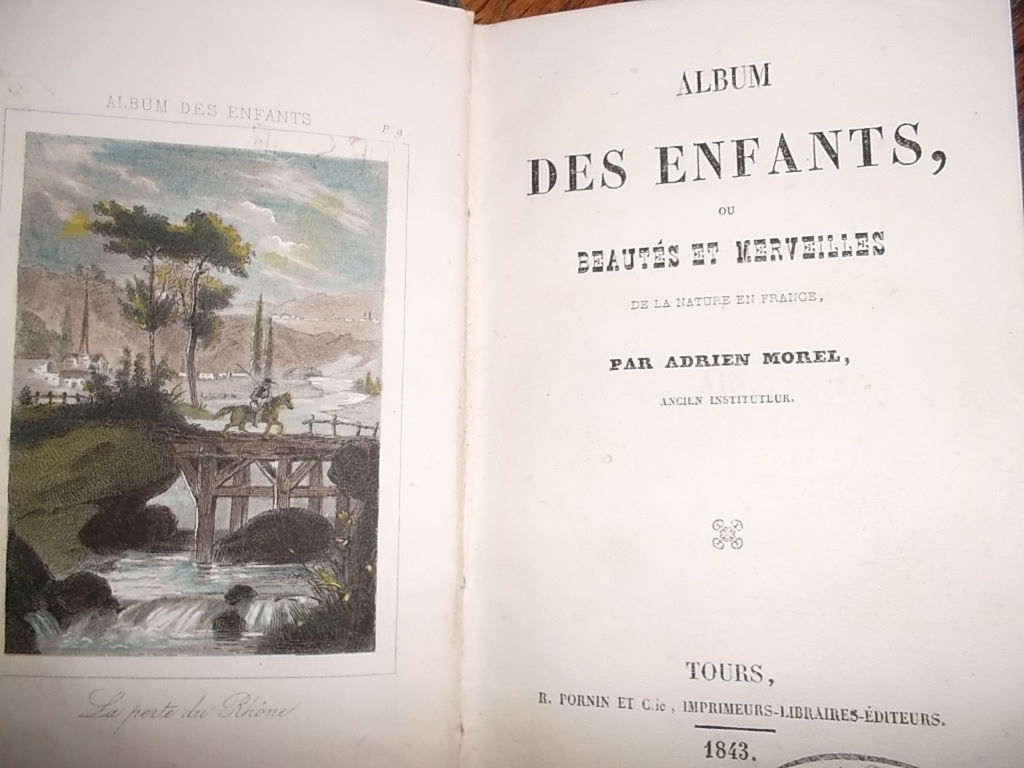 ALBUM DES ENFANTS
P. 9
La perte du Rhône
ALBUM
DES ENFANTS,
OU
BEAUTÉS ET MERVEILLES
DE LA NATURE EN FRANCE,
PAR ADRIEN MOREL,
ANCIEN INSTITUTEUR.
TOURS,
R. PORNIN ET C.ie, IMPRIMEURS-LIBRAIRES-ÉDITEURS.
1843.